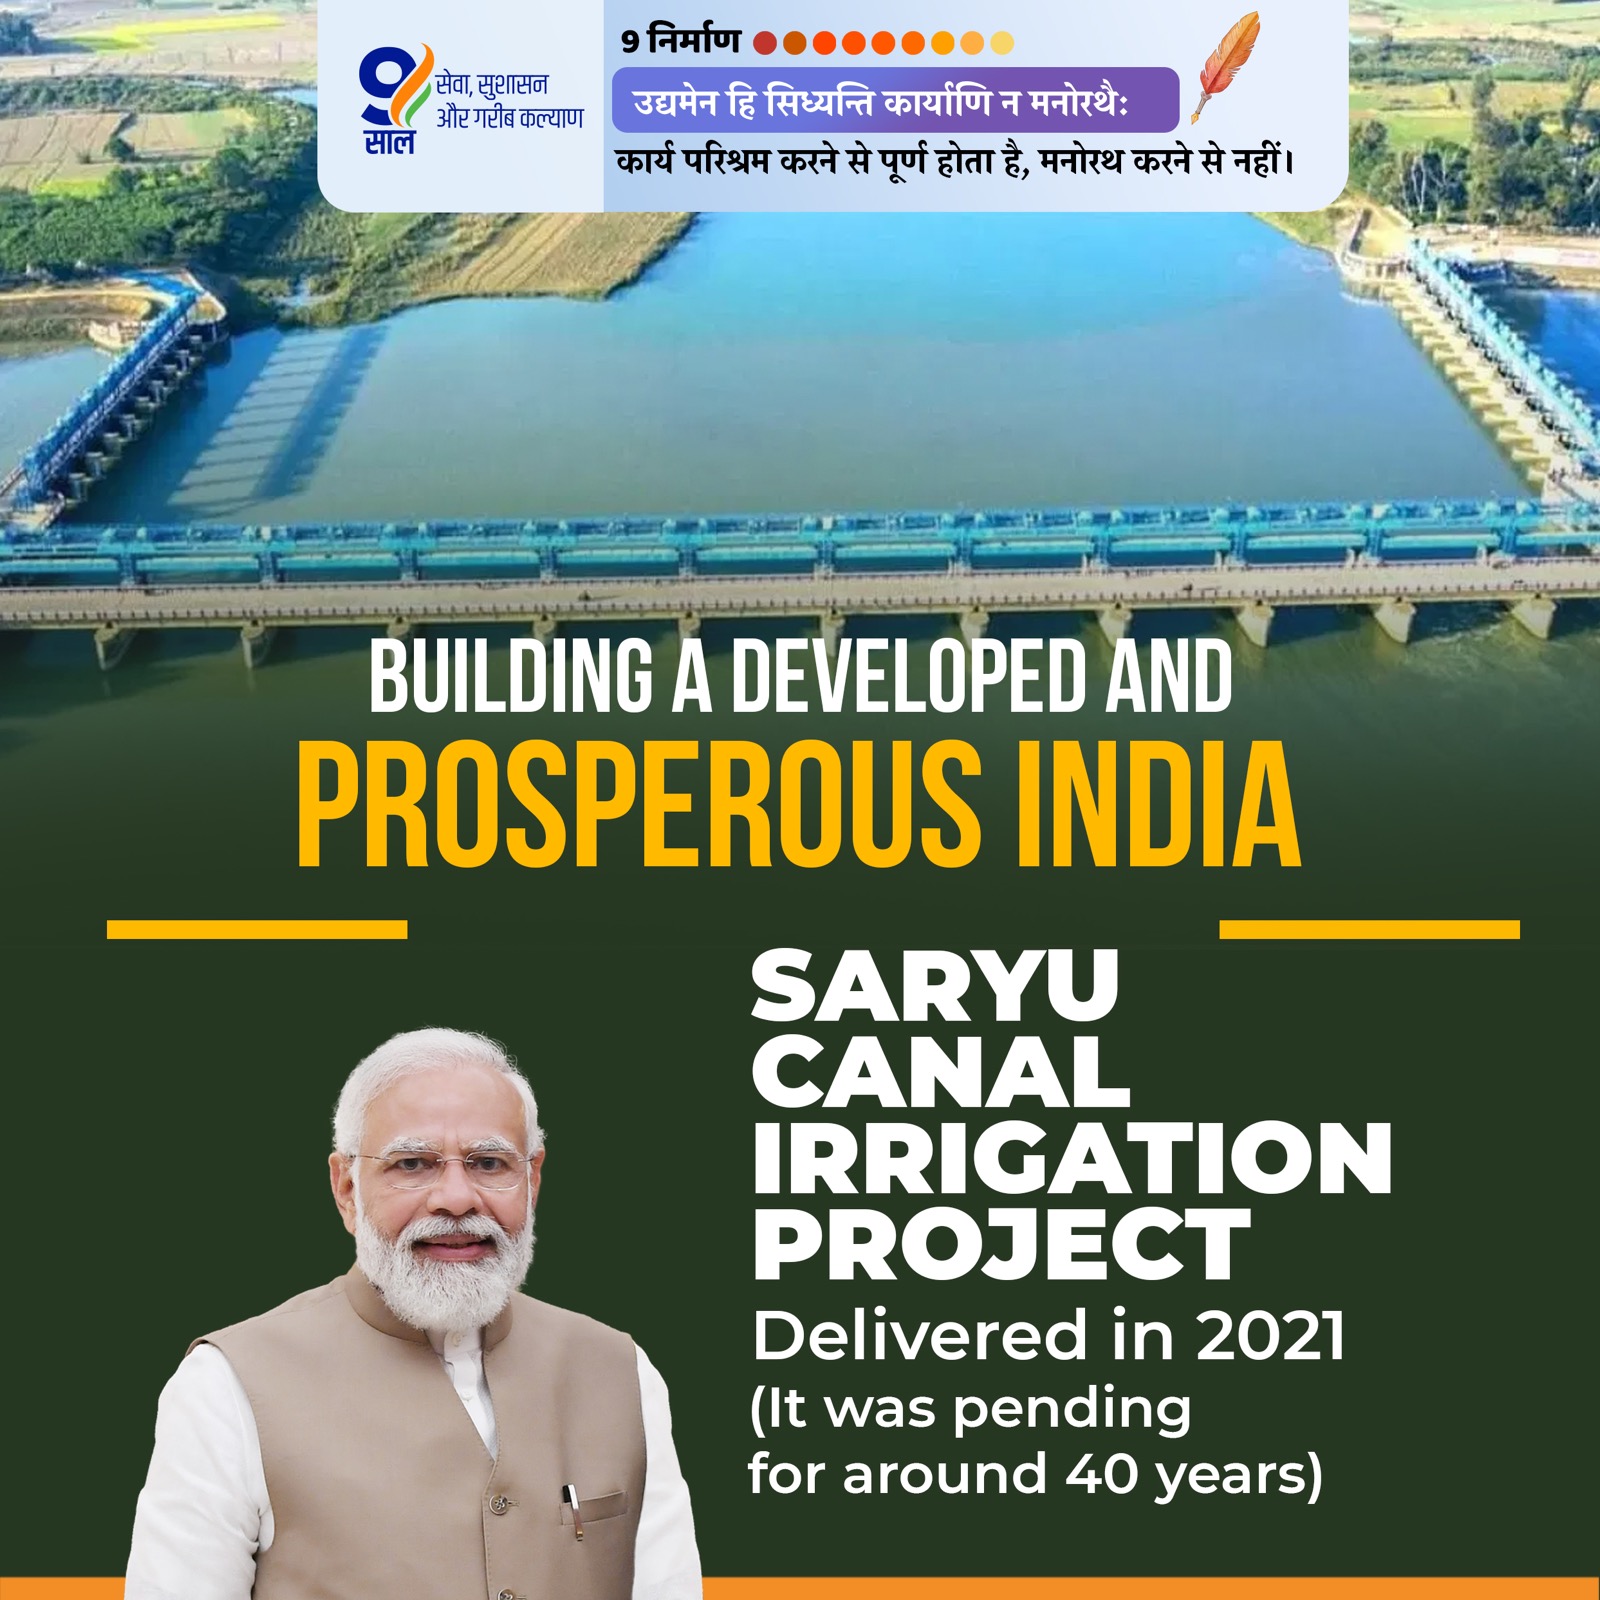 9 साल
सेवा, सुशासन
और गरीब कल्याण
9 निर्माण
उद्यमेन हि सिध्यन्ति कार्याणि न मनोरथैः
कार्य परिश्रम करने से पूर्ण होता है, मनोरथ करने से नहीं।
BUILDING A DEVELOPED AND
PROSPEROUS INDIA
SARYU
CANAL
IRRIGATION
PROJECT
Delivered in 2021
(It was pending
for around 40 years)